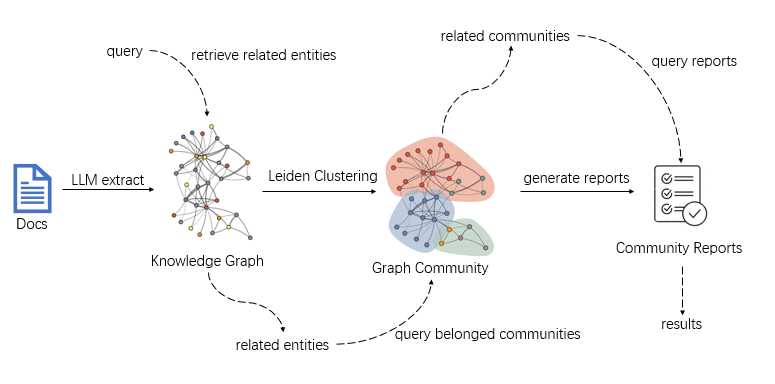 related communities
query
retrieve related entities
query reports
LLM extract
Leiden Clustering
generate reports
Docs
Community Reports
Knowledge Graph
Graph Community
results
query belonged communities
related entities